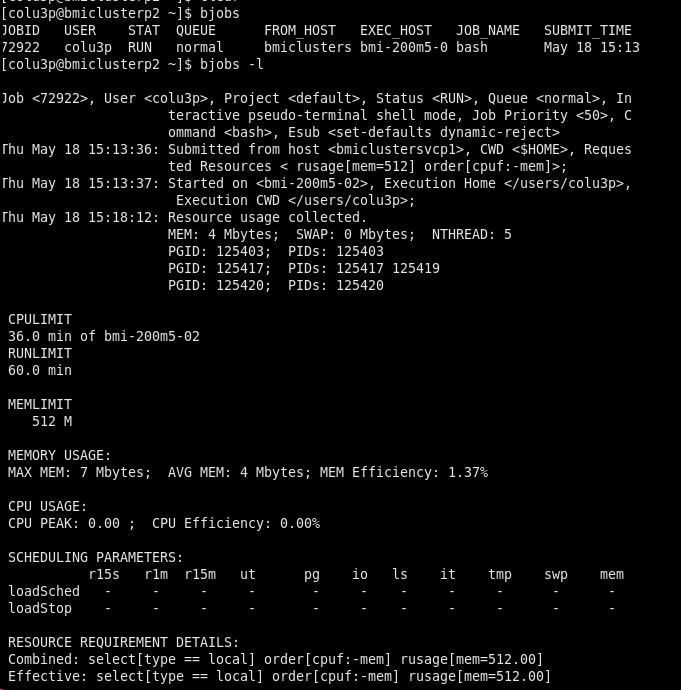 [colu3p@bmiclusterp2 ~]$ clear
[colu3p@bmiclusterp2 ~]$ bjobs
JOBID USER STAT QUEUE FROM_HOST EXEC_HOST JOB_NAME SUBMIT_TIME
72922 colu3p RUN normal bmiclusters bmi-200m5-0 bash May 18 15:13
[colu3p@bmiclusterp2 ~]$ bjobs -l
Job <72922>, User <colu3p>, Project <default>, Status <RUN>, Queue <normal>, In
teractive pseudo-terminal shell mode, Job Priority <50>, C
ommand <bash>, Esub <set-defaults dynamic-reject>
Thu May 18 15:13:36: Submitted from host <bmiclustersvcp1>, CWD <$HOME>, Reques
ted Resources < rusage[mem=512] order[cpuf:-mem]>;
Thu May 18 15:13:37: Started on <bmi-200m5-02>, Execution Home </users/colu3p>,
Execution CWD </users/colu3p>;
Thu May 18 15:18:12: Resource usage collected.
MEM: 4 Mbytes; SWAP: 0 Mbytes; NTHREAD: 5
PGID: 125403; PIDs: 125403
PGID: 125417; PIDs: 125417 125419
PGID: 125420; PIDs: 125420
CPULIMIT
36.0 min of bmi-200m5-02
RUNLIMIT
60.0 min
MEMLIMIT
512 M
MEMORY USAGE:
MAX MEM: 7 Mbytes; AVG MEM: 4 Mbytes; MEM Efficiency: 1.37%
CPU USAGE:
CPU PEAK: 0.00 ; CPU Efficiency: 0.00%
SCHEDULING PARAMETERS:
r15s r1m r15m ut pg io ls it tmp swp mem
loadSched - - - - - - - - - - -
loadStop - - - - - - - - - - -
RESOURCE REQUIREMENT DETAILS:
Combined: select[type == local] order[cpuf:-mem] rusage[mem=512.00]
Effective: select[type == local] order[cpuf:-mem] rusage[mem=512.00]